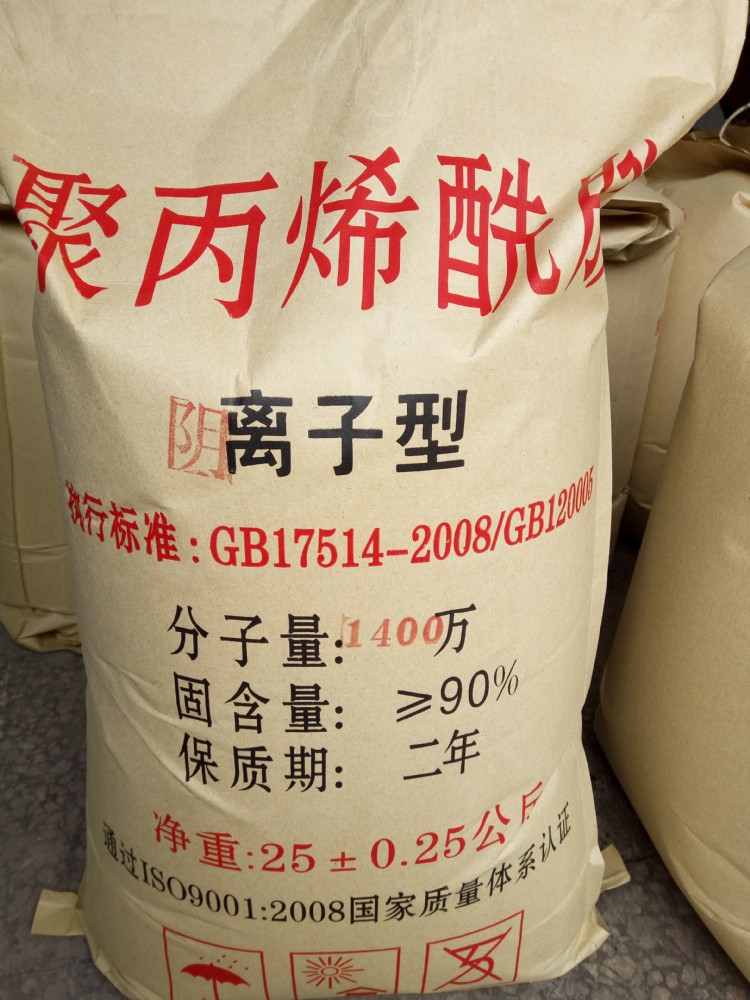 聚丙烯酰胺
阴离子型
执行标准:GB17514-2008/GB120005
分子量:1400万
固含量: ≥90%
保质期: 二年
净重:25±0.25公斤
通过ISO9001:2008国家质量体系认证